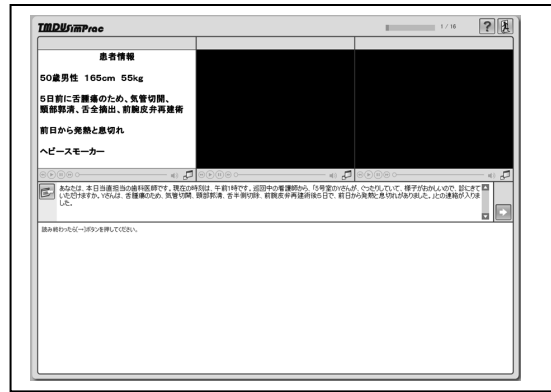 TMDUSimPrac
1 / 16
?
患者情報
50歳男性 165cm 55kg
5日前に舌腫瘍のため、気管切開、
頸部郭清、舌全摘出、前腕皮弁再建術
前日から発熱と息切れ
ヘビースモーカー
あなたは、本日当直担当の歯科医師です。現在の時刻は、午前1時です。巡回中の看護師から、「5号室のYさんが、ぐったりしていて、様子がおかしいので、診にきて
いただけますか。Yさんは、舌腫瘍のため、気管切開、頸部郭清、舌半側切除、前腕皮弁再建術後5日で、前日から発熱と息切れがありました。」との連絡が入りま
した。
読み終わったら(→)ボタンを押してください。